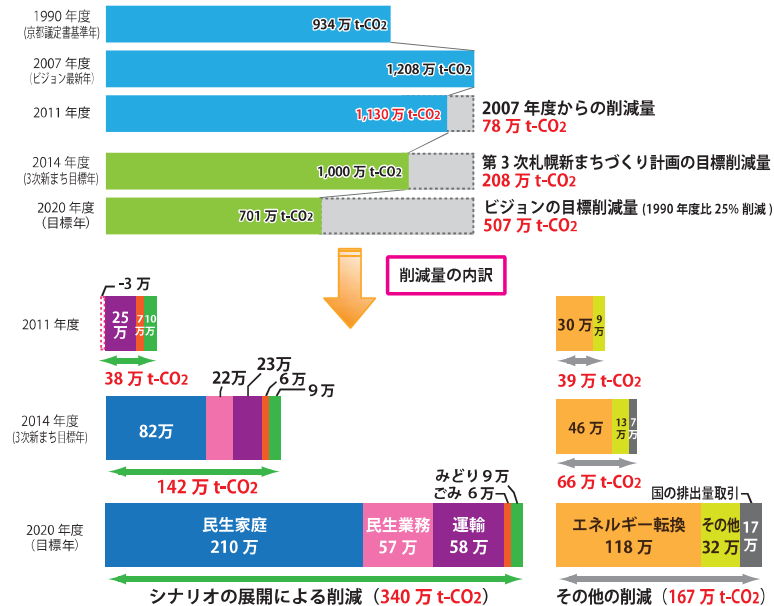 1990 年度
(京都議定書基準年)
934 万 t-CO2
2007 年度
(ビジョン最新年)
1,208 万 t-CO2
2011 年度
1,130 万 t-CO2
2007 年度からの削減量
78 万 t-CO2
2014 年度
(3次新まち目標年)
1,000 万 t-CO2
第 3 次札幌新まちづくり計画の目標削減量
208 万 t-CO2
2020 年度
(目標年)
701 万 t-CO2
ビジョンの目標削減量 (1990 年度比 25% 削減 )
507 万 t-CO2
削減量の内訳
2011 年度
-3 万
25
万
7
万
10
万
38 万 t-CO2
30 万
9
万
39 万 t-CO2
2014 年度
(3次新まち目標年)
82万
22万
23万
6 万
9 万
142 万 t-CO2
46 万
13
万
7
万
66 万 t-CO2
2020 年度
(目標年)
民生家庭
210 万
民生業務
57 万
運輸
58 万
みどり 9 万
ごみ 6 万
シナリオの展開による削減（340 万 t-CO2）
エネルギー転換
118 万
その他
32 万
国の排出量取引
17
万
その他の削減（167 万 t-CO2）